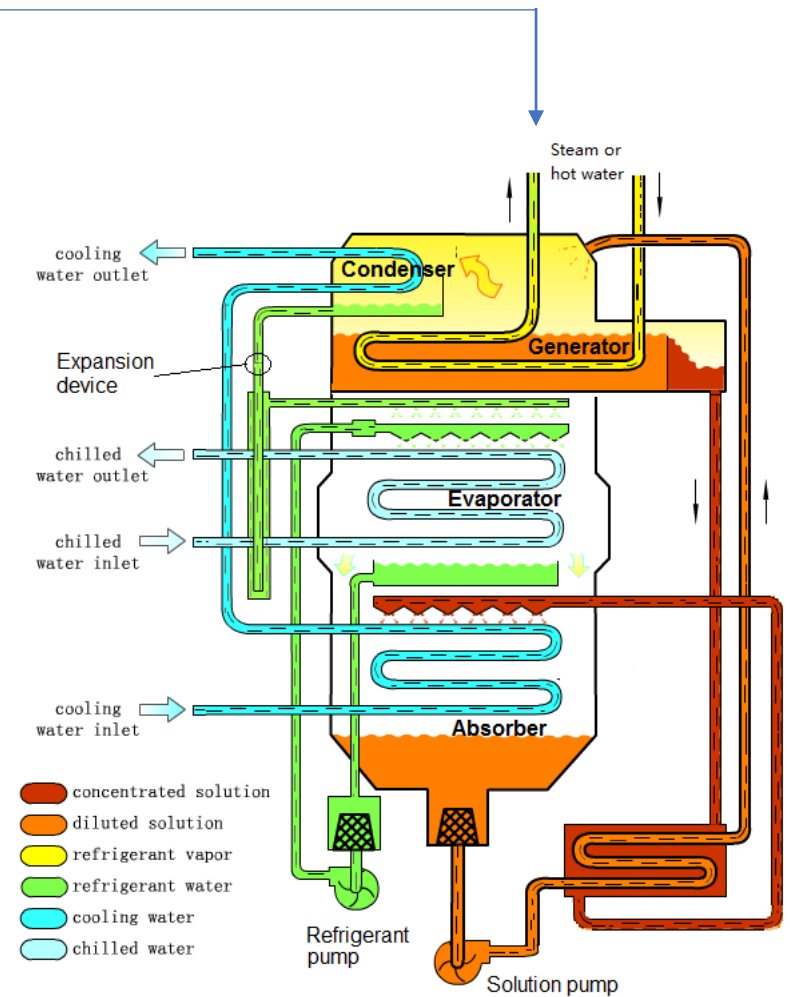 Steam or
hot water
cooling
water outlet
Condenser
Generator
Expansion
device
chilled
water outlet
Evaporator
chilled
water inlet
cooling
water inlet
Absorber
concentrated solution
diluted solution
refrigerant vapor
refrigerant water
cooling water
chilled water
Refrigerant
pump
Solution pump